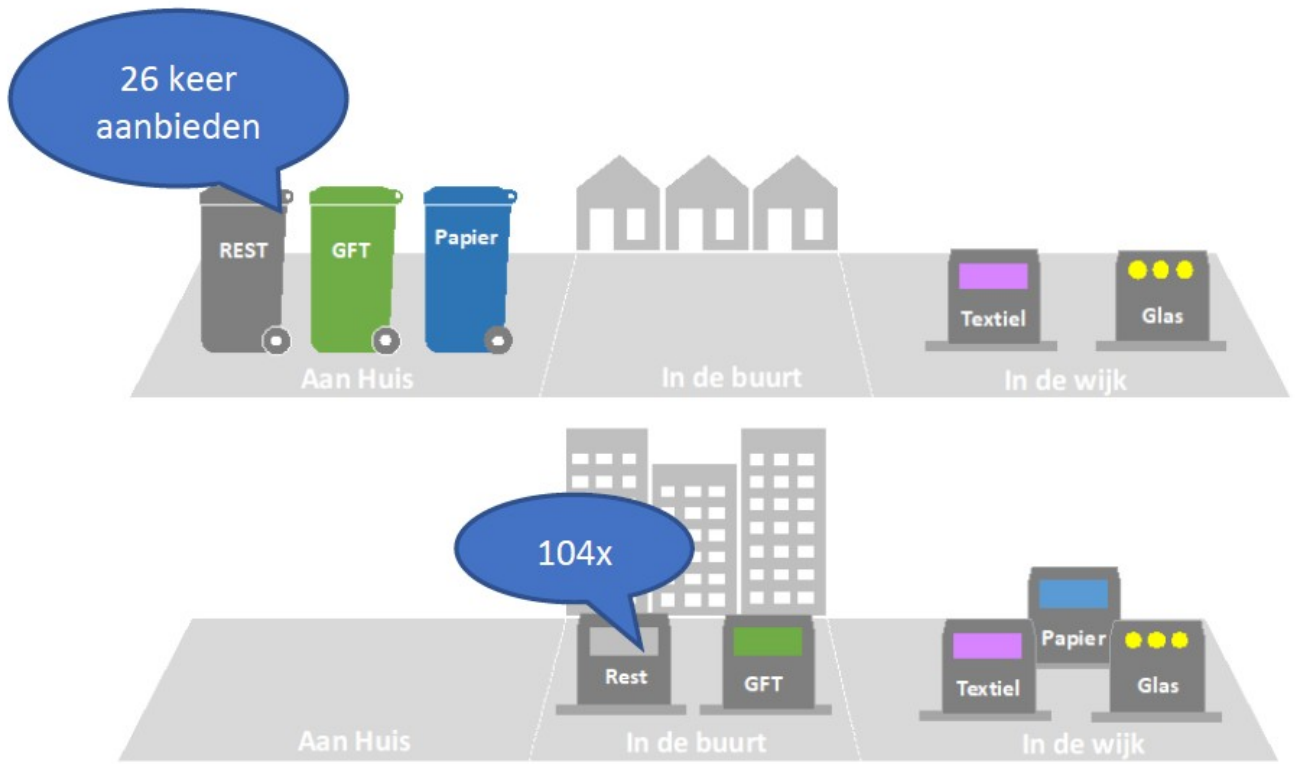 26 keer
aanbieden
REST
GFT
Papier
Textiel
Glas
Aan Huis
In de buurt
In de wijk
104x
Rest
GFT
Textiel
Papier
Glas
Aan Huis
In de buurt
In de wijk